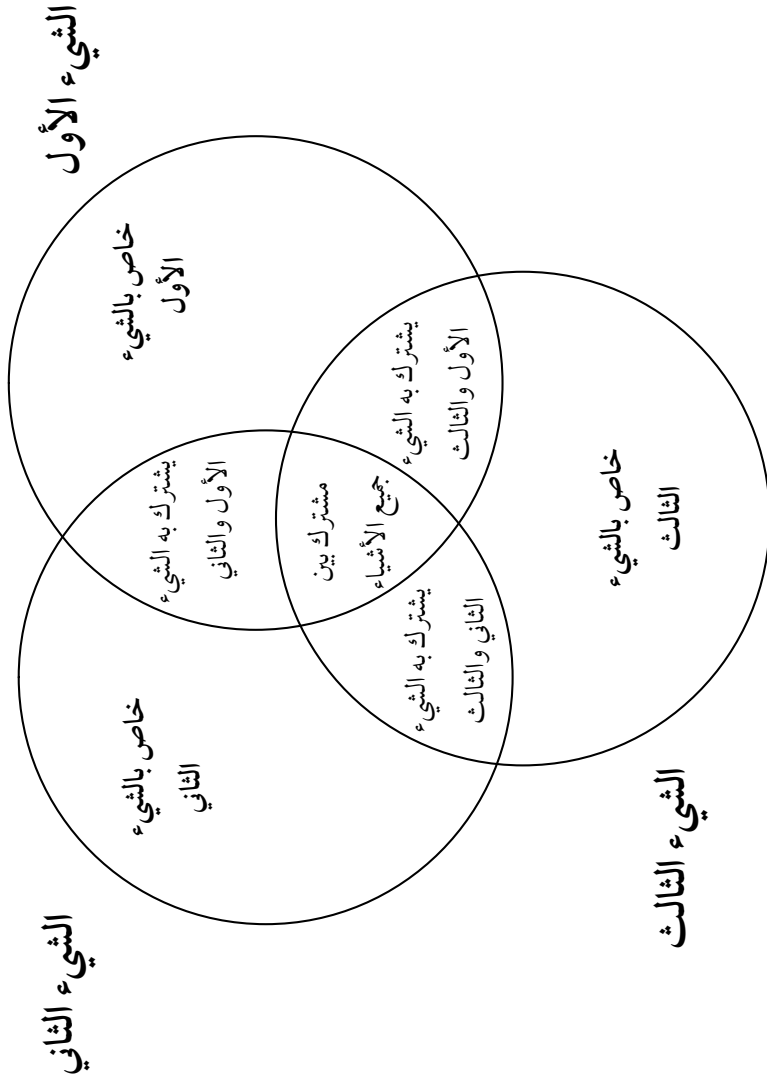 الشيء الأول
خاص بالشيء
الأول
الشيء الثاني
خاص بالشيء
الثاني
يشترك به الشيء
الأول والثاني
مشترك بين
جميع الأشياء
يشترك به الشيء
الأول والثالث
يشترك به الشيء
الثاني والثالث
خاص بالشيء
الثالث
الشيء الثالث